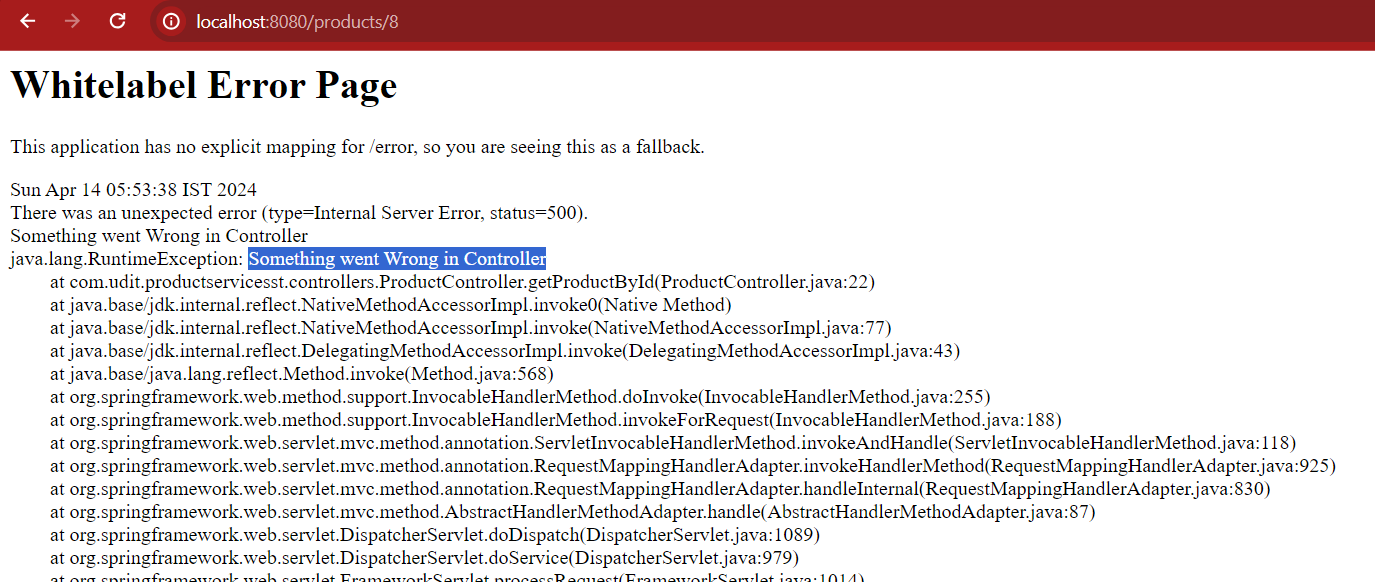 localhost:8080/products/8
Whitelabel Error Page
This application has no explicit mapping for /error, so you are seeing this as a fallback.
Sun Apr 14 05:53:38 IST 2024
There was an unexpected error (type=Internal Server Error, status=500).
Something went Wrong in Controller
java.lang.RuntimeException: Something went Wrong in Controller
at com.udit.productservicesst.controllers.ProductController.getProductById(ProductController.java:22)
at java.base/jdk.internal.reflect.NativeMethodAccessorImpl.invoke0(Native Method)
at java.base/jdk.internal.reflect.NativeMethodAccessorImpl.invoke(NativeMethodAccessorImpl.java:77)
at java.base/jdk.internal.reflect.DelegatingMethodAccessorImpl.invoke(DelegatingMethodAccessorImpl.java:43)
at java.base/java.lang.reflect.Method.invoke(Method.java:568)
at org.springframework.web.method.support.InvocableHandlerMethod.doInvoke(InvocableHandlerMethod.java:255)
at org.springframework.web.method.support.InvocableHandlerMethod.invokeForRequest(InvocableHandlerMethod.java:188)
at org.springframework.web.servlet.mvc.method.annotation.ServletInvocableHandlerMethod.invokeAndHandle(ServletInvocableHandlerMethod.java:118)
at org.springframework.web.servlet.mvc.method.annotation.RequestMappingHandlerAdapter.invokeHandlerMethod(RequestMappingHandlerAdapter.java:925)
at org.springframework.web.servlet.mvc.method.annotation.RequestMappingHandlerAdapter.handleInternal(RequestMappingHandlerAdapter.java:830)
at org.springframework.web.servlet.mvc.method.AbstractHandlerMethodAdapter.handle(AbstractHandlerMethodAdapter.java:87)
at org.springframework.web.servlet.DispatcherServlet.doDispatch(DispatcherServlet.java:1089)
at org.springframework.web.servlet.DispatcherServlet.doService(DispatcherServlet.java:979)
at org.springframework.web.servlet.FrameworkServlet.processRequest(FrameworkServlet.java:1014)